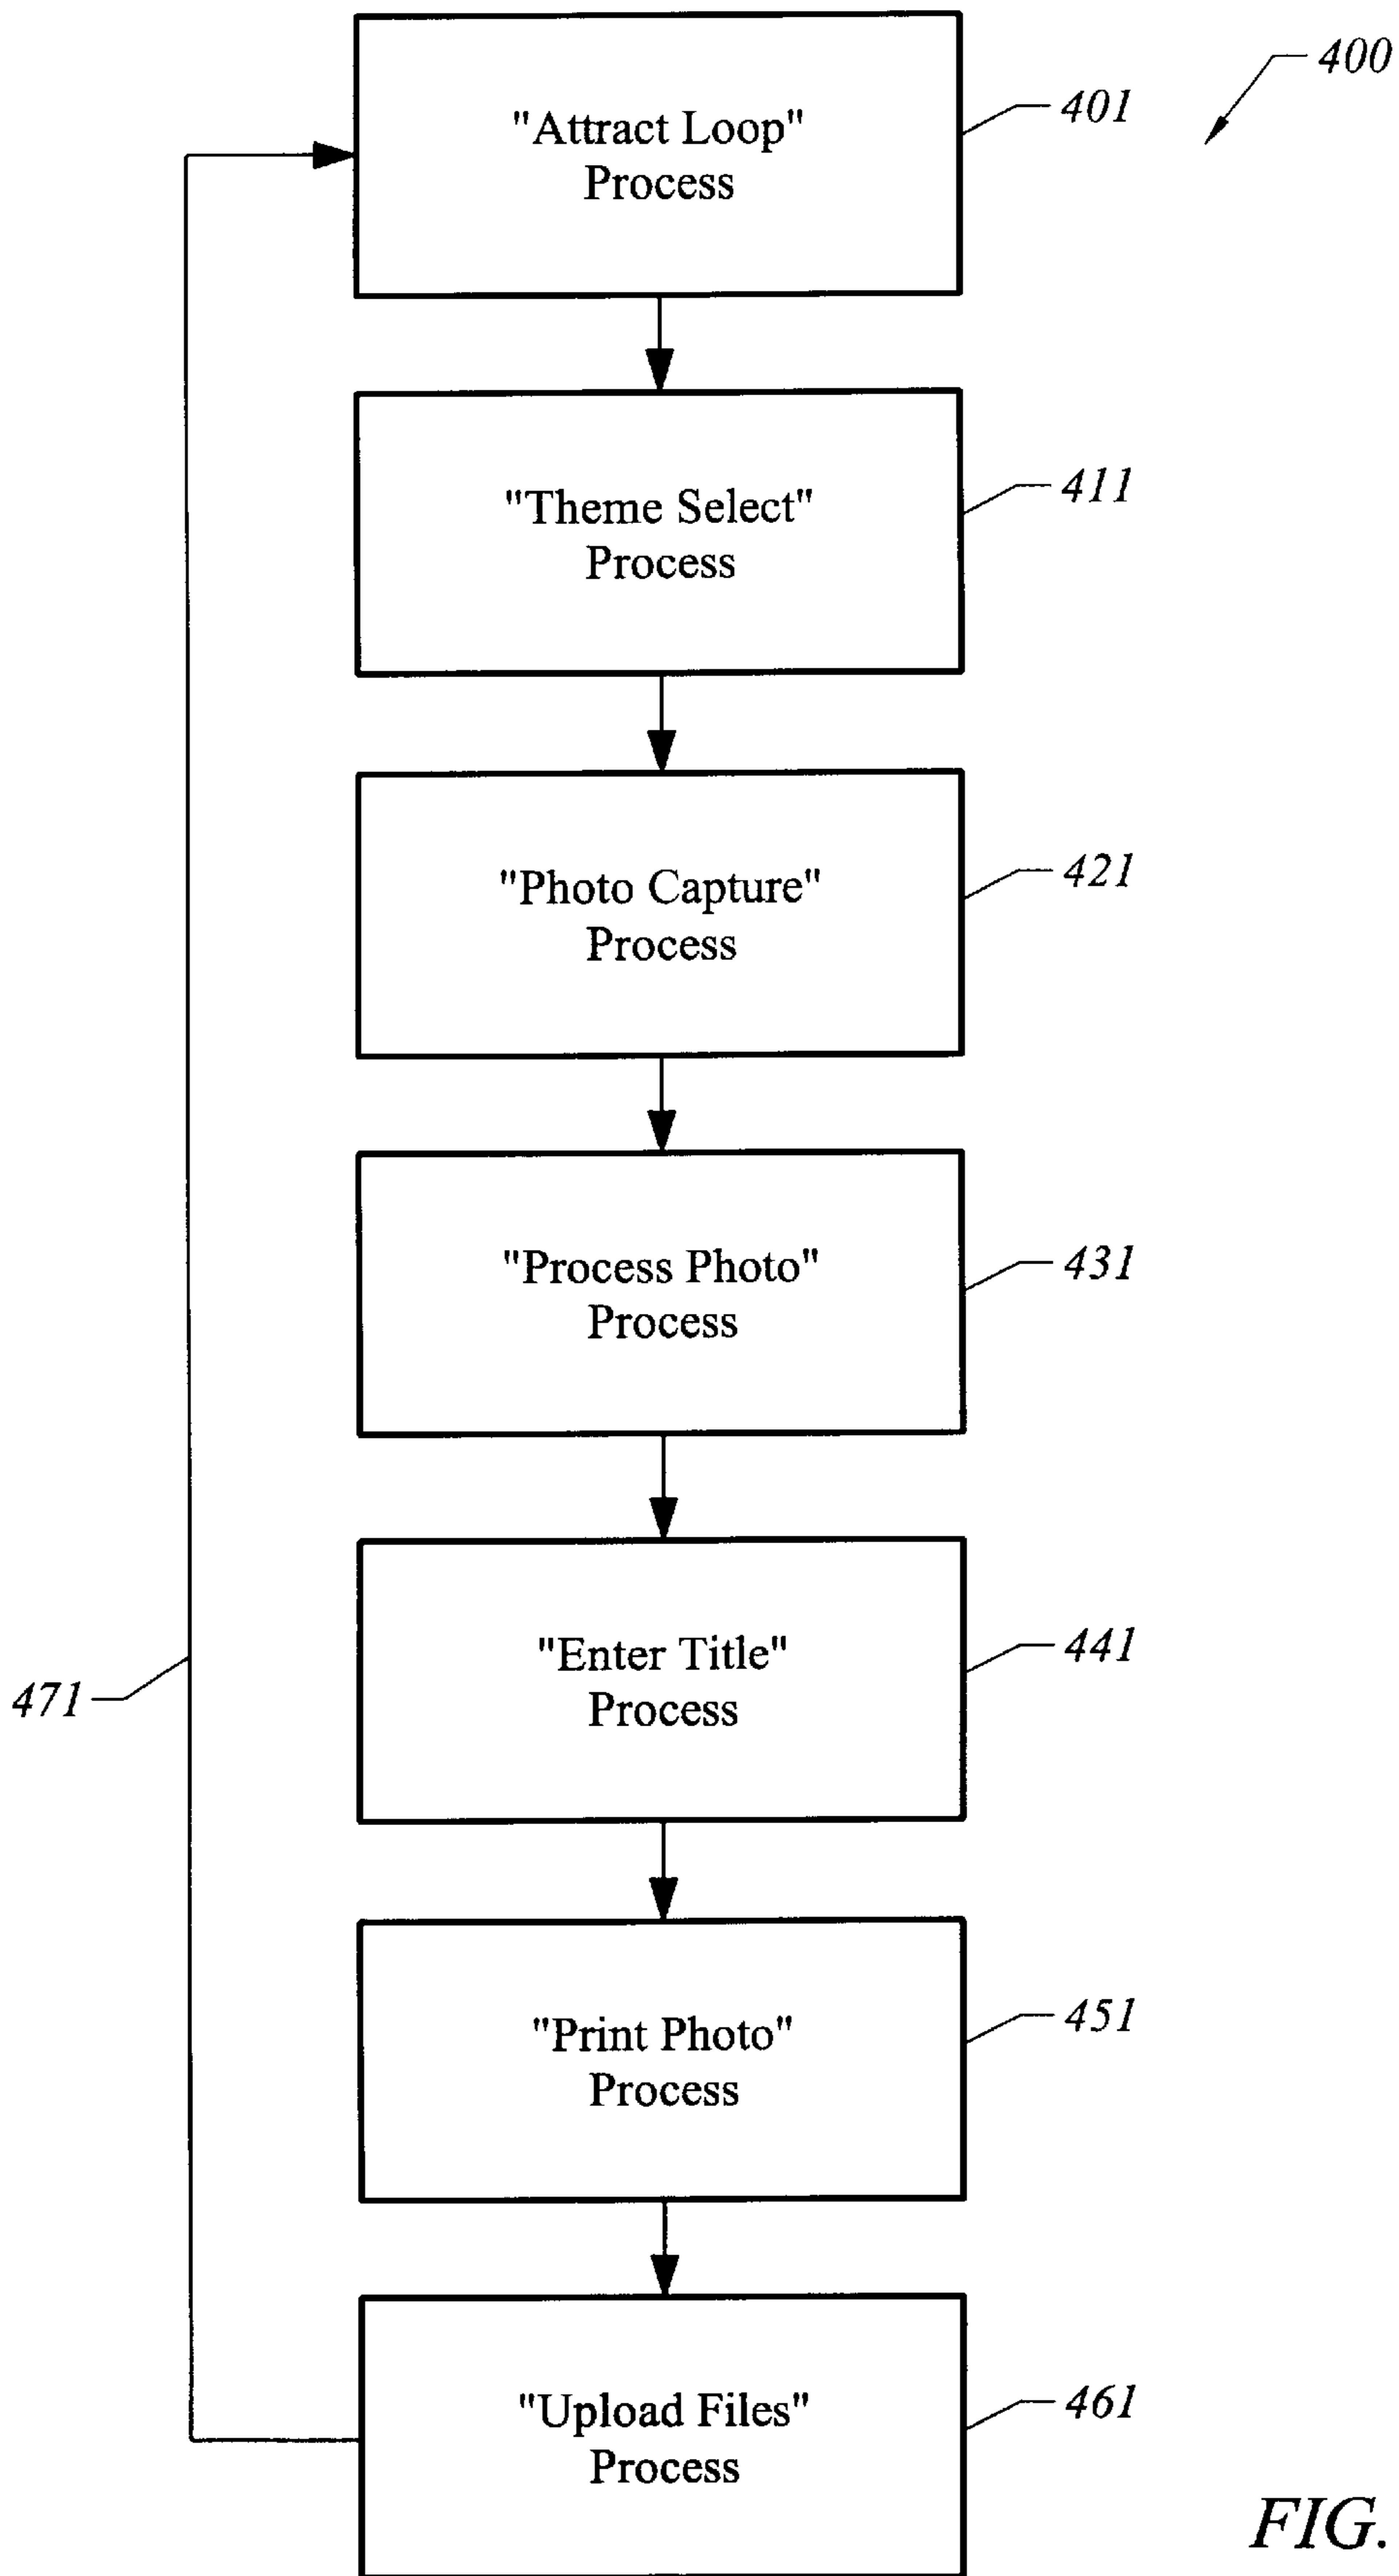 400
"Attract Loop"
Process
401
"Theme Select"
Process
411
"Photo Capture"
Process
421
"Process Photo"
Process
431
"Enter Title"
Process
441
471
"Print Photo"
Process
451
"Upload Files"
Process
461
FIG.